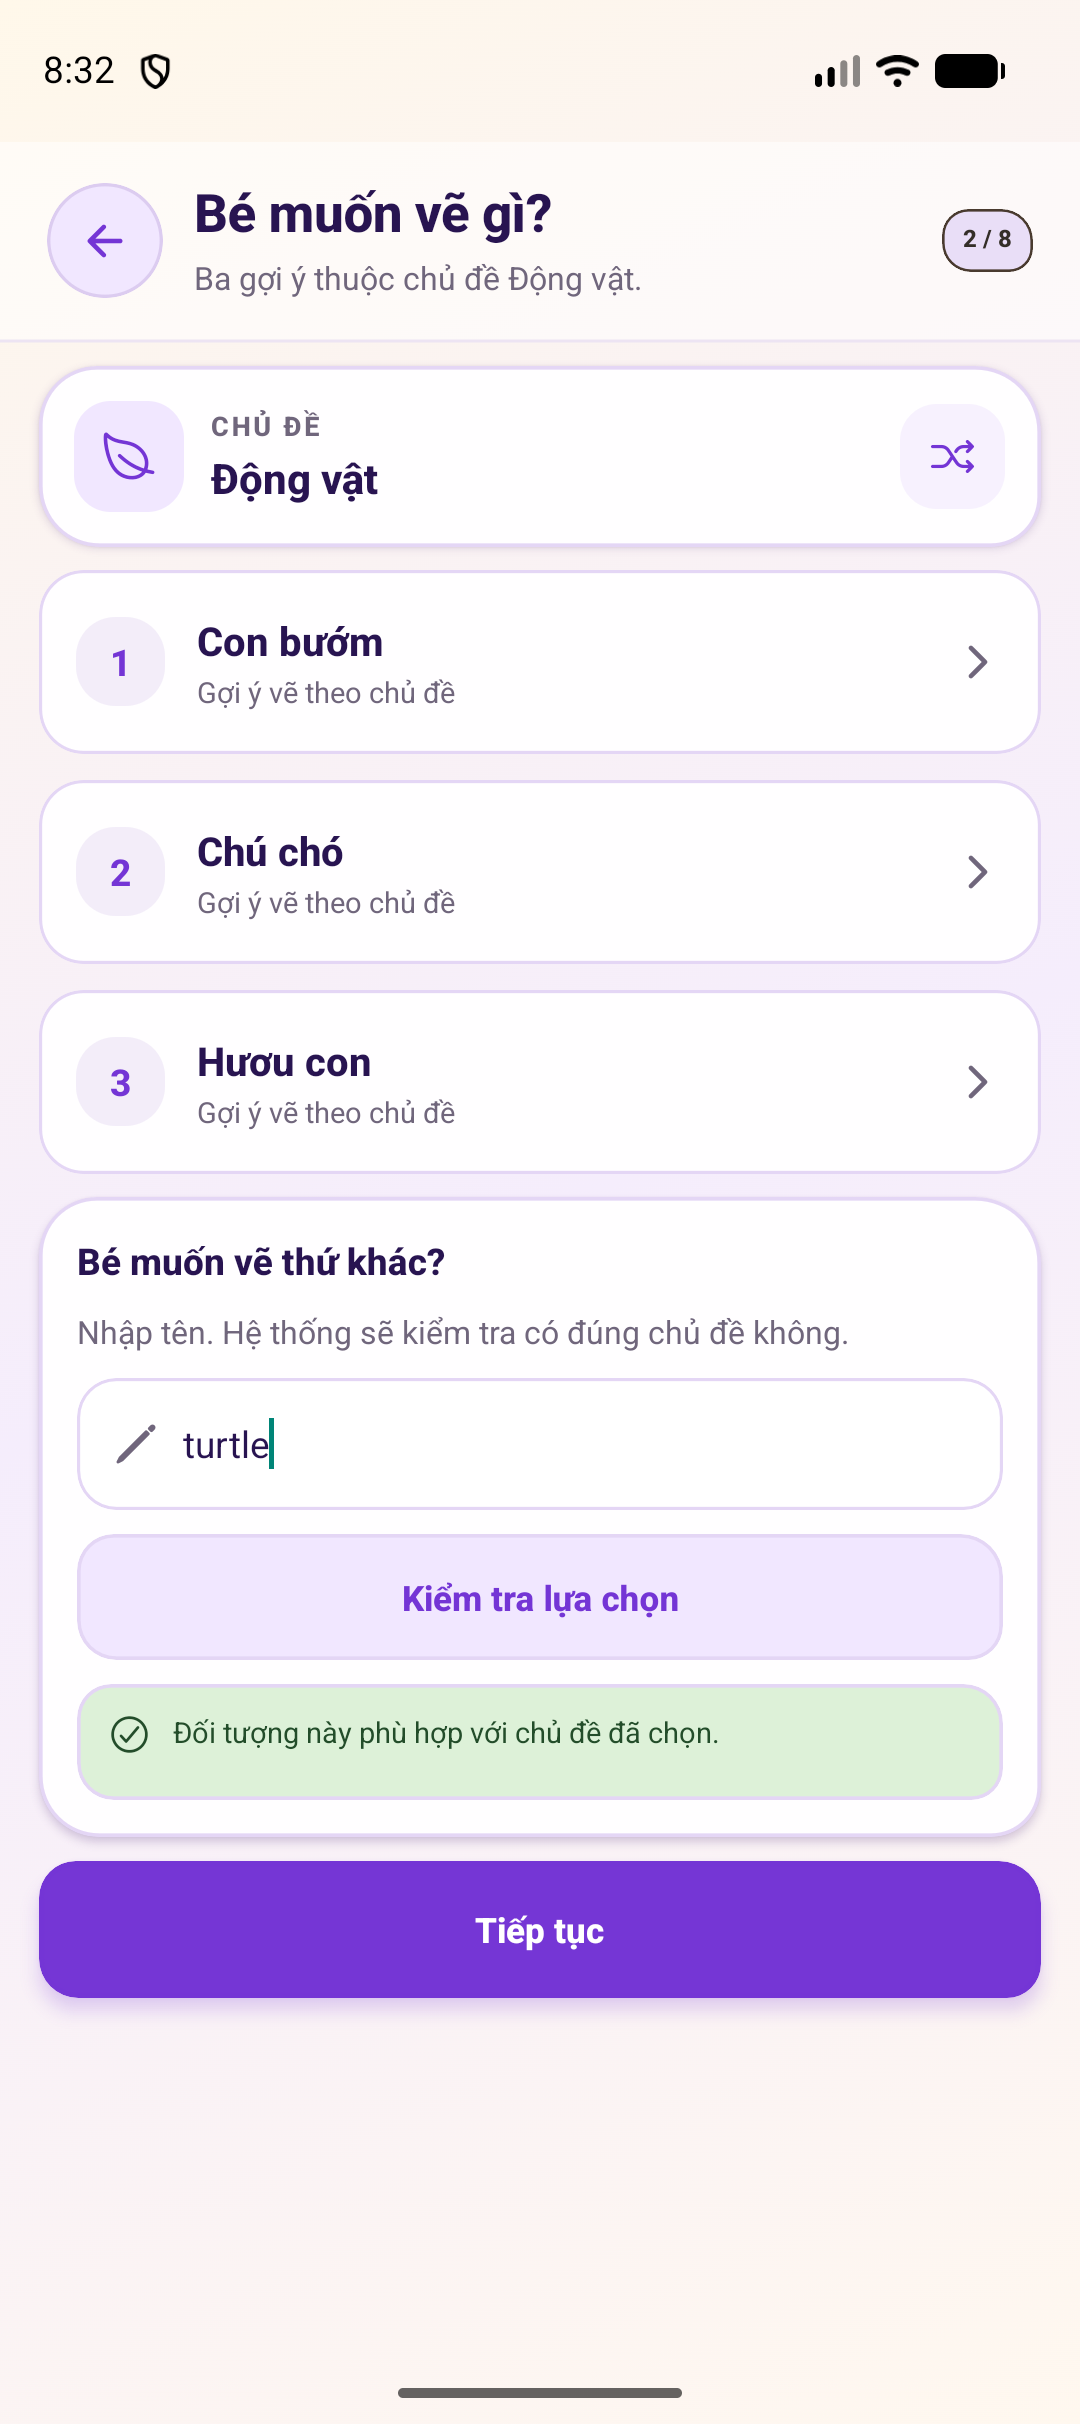 8:32
Bé muốn vẽ gì?
Ba gợi ý thuộc chủ đề Động vật.
2 / 8
CHỦ ĐỀ
Động vật
1
Con bướm
Gợi ý vẽ theo chủ đề
2
Chú chó
Gợi ý vẽ theo chủ đề
3
Hươu con
Gợi ý vẽ theo chủ đề
Bé muốn vẽ thứ khác?
Nhập tên. Hệ thống sẽ kiểm tra có đúng chủ đề không.
turtle
Kiểm tra lựa chọn
Đối tượng này phù hợp với chủ đề đã chọn.
Tiếp tục